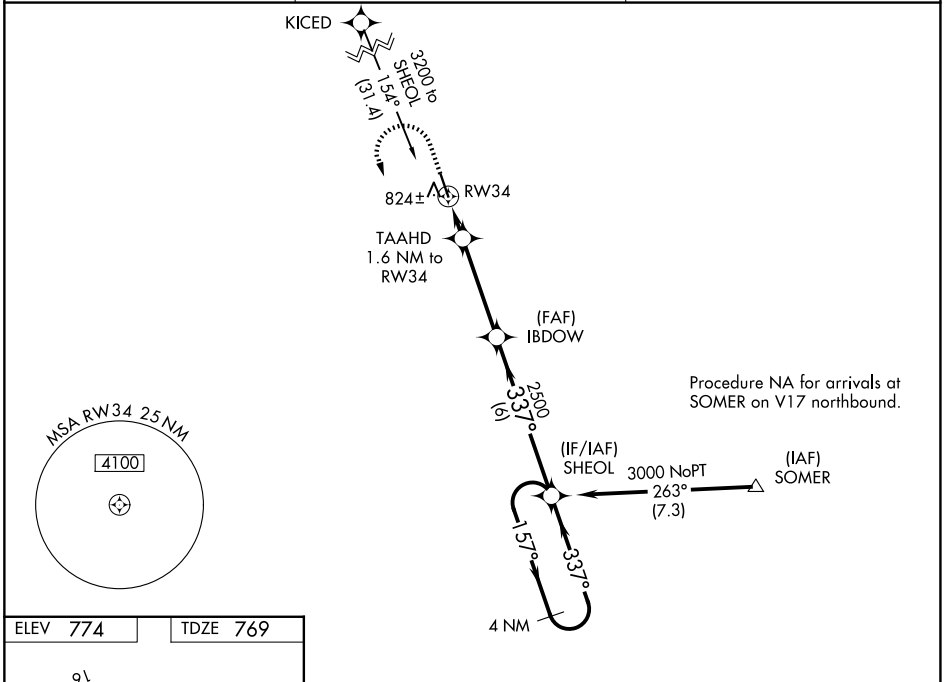 KICED
3200 to
SHEOL
154°
(31.4)
824±
RW34
TAAHD
1.6 NM to
RW34
(FAF)
IBDOW
2500
337°
(6)
Procedure NA for arrivals at
SOMER on V17 northbound.
(IF/IAF)
SHEOL
3000 NoPT
263°
(7.3)
(IAF)
SOMER
MSA RW34 25 NM
4100
157°
337°
4 NM
ELEV 774
TDZE 769
16